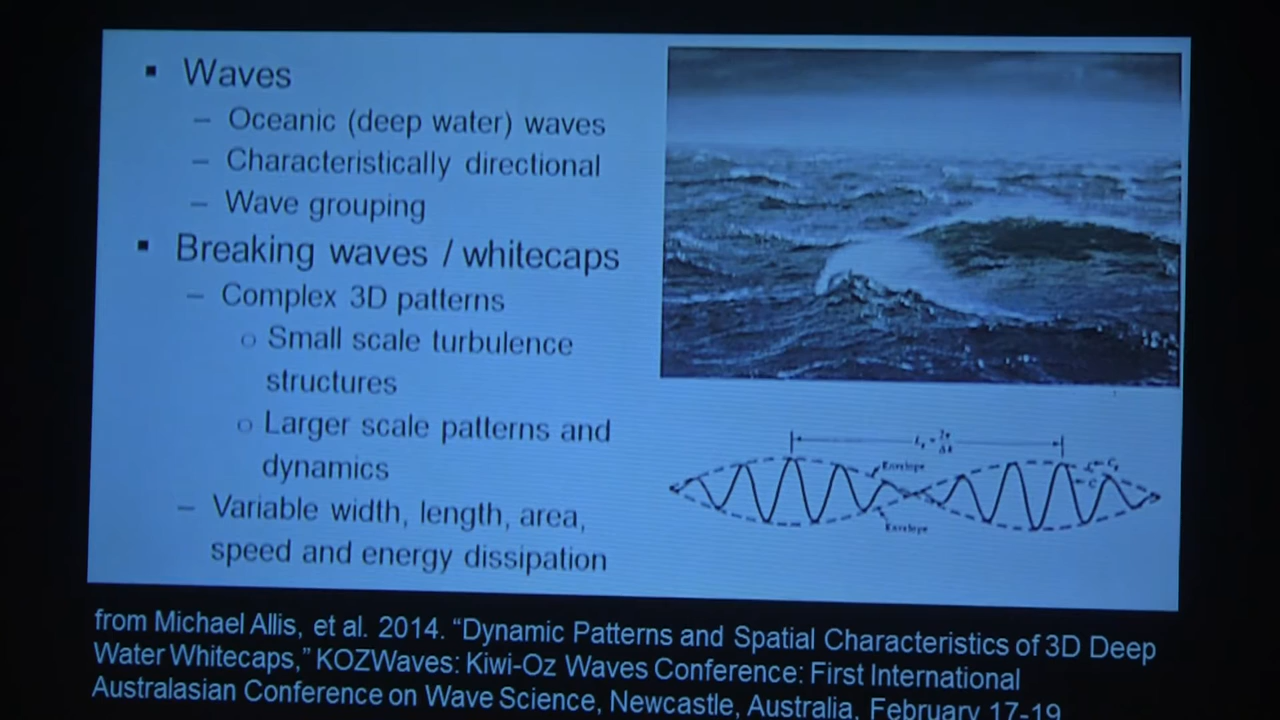 ▪ Waves
– Oceanic (deep water) waves
– Characteristically directional
– Wave grouping
▪ Breaking waves / whitecaps
– Complex 3D patterns
o Small scale turbulence
structures
o Larger scale patterns and
dynamics
– Variable width, length, area,
speed and energy dissipation
Envelope
Envelope
from Michael Allis, et al. 2014. “Dynamic Patterns and Spatial Characteristics of 3D Deep
Water Whitecaps,” KOZWaves: Kiwi-Oz Waves Conference: First International
Australasian Conference on Wave Science, Newcastle, Australia, February 17-19